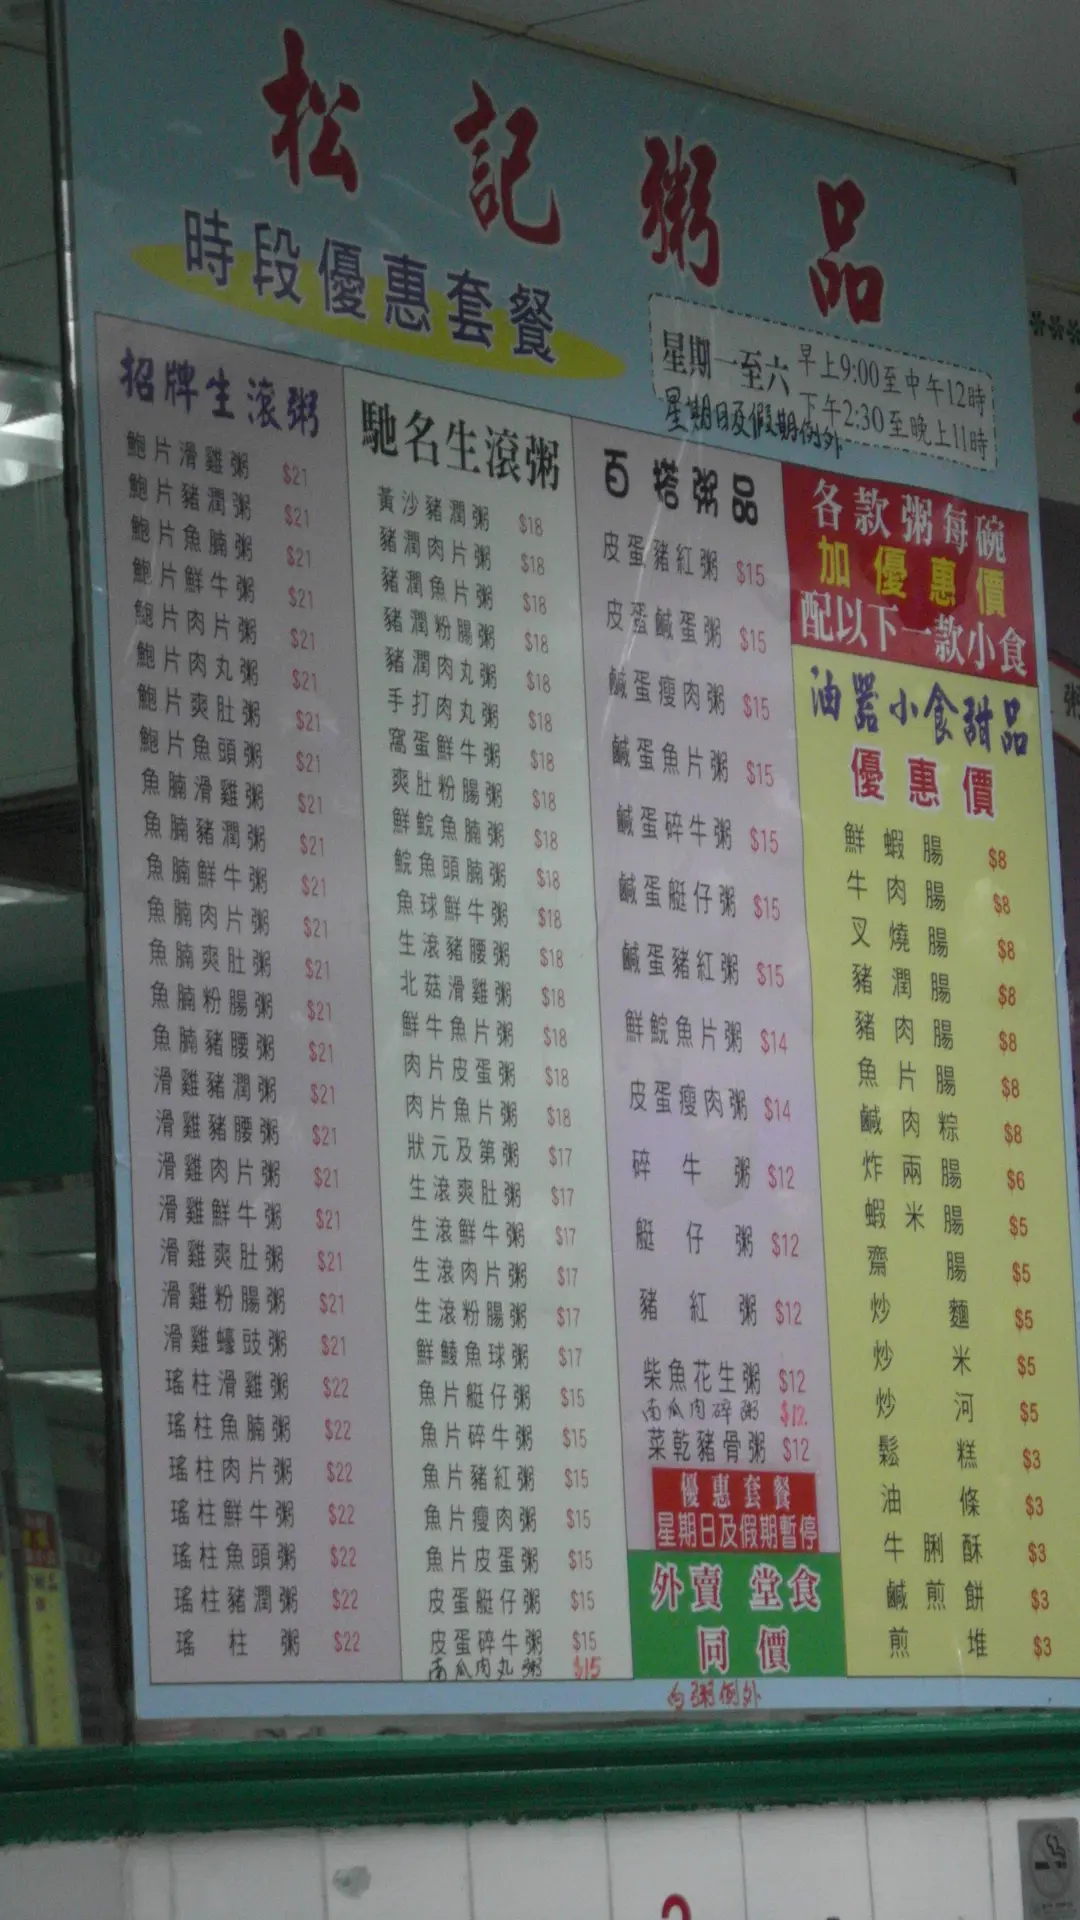 松記粥品
時段優惠套餐
星期一至六 早上9:00至中午12時
下午2:30至晚上11時
星期日及假期例外
招牌生滾粥
鮑片滑雞粥 $21
鮑片豬潤粥 $21
鮑片魚腩粥 $21
鮑片鮮牛粥 $21
鮑片肉片粥 $21
鮑片肉丸粥 $21
鮑片爽肚粥 $21
鮑片魚頭粥 $21
魚腩滑雞粥 $21
魚腩豬潤粥 $21
魚腩鮮牛粥 $21
魚腩肉片粥 $21
魚腩爽肚粥 $21
魚腩粉腸粥 $21
魚腩豬腰粥 $21
滑雞豬潤粥 $21
滑雞豬腰粥 $21
滑雞肉片粥 $21
滑雞鮮牛粥 $21
滑雞爽肚粥 $21
滑雞粉腸粥 $21
滑雞蠔豉粥 $21
瑤柱滑雞粥 $22
瑤柱魚腩粥 $22
瑤柱肉片粥 $22
瑤柱鮮牛粥 $22
瑤柱魚頭粥 $22
瑤柱豬潤粥 $22
瑤柱粥 $22
馳名生滾粥
黃沙豬潤粥 $18
豬潤肉片粥 $18
豬潤魚片粥 $18
豬潤粉腸粥 $18
豬潤肉丸粥 $18
手打肉丸粥 $18
窩蛋鮮牛粥 $18
爽肚粉腸粥 $18
鮮鯇魚腩粥 $18
鯇魚頭腩粥 $18
魚球鮮牛粥 $18
生滾豬腰粥 $18
北菇滑雞粥 $18
鮮牛魚片粥 $18
肉片皮蛋粥 $18
肉片魚片粥 $18
狀元及第粥 $17
生滾爽肚粥 $17
生滾鮮牛粥 $17
生滾肉片粥 $17
生滾粉腸粥 $17
鮮鯪魚球粥 $17
魚片艇仔粥 $15
魚片碎牛粥 $15
魚片豬紅粥 $15
魚片瘦肉粥 $15
魚片皮蛋粥 $15
皮蛋艇仔粥 $15
皮蛋碎牛粥 $15
南瓜肉丸粥 $15
百搭粥品
皮蛋豬紅粥 $15
皮蛋鹹蛋粥 $15
鹹蛋瘦肉粥 $15
鹹蛋魚片粥 $15
鹹蛋碎牛粥 $15
鹹蛋艇仔粥 $15
鹹蛋豬紅粥 $15
鮮鯇魚片粥 $14
皮蛋瘦肉粥 $14
碎牛粥 $12
艇仔粥 $12
豬紅粥 $12
柴魚花生粥 $12
南瓜肉碎粥 $12
菜乾豬骨粥 $12
優惠套餐
星期日及假期暫停
外賣 堂食
同價
白粥例外
各款粥每碗
加優惠價
配以下一款小食
油器小食甜品
優惠價
鮮蝦腸 $8
牛肉腸 $8
叉燒腸 $8
豬潤腸 $8
豬肉腸 $8
魚片腸 $8
鹹肉粽 $8
炸兩腸 $6
蝦米腸 $5
齋腸 $5
炒麵 $5
炒米 $5
炒河 $5
鬆糕 $3
油條 $3
牛脷酥 $3
鹹煎餅 $3
煎堆 $3